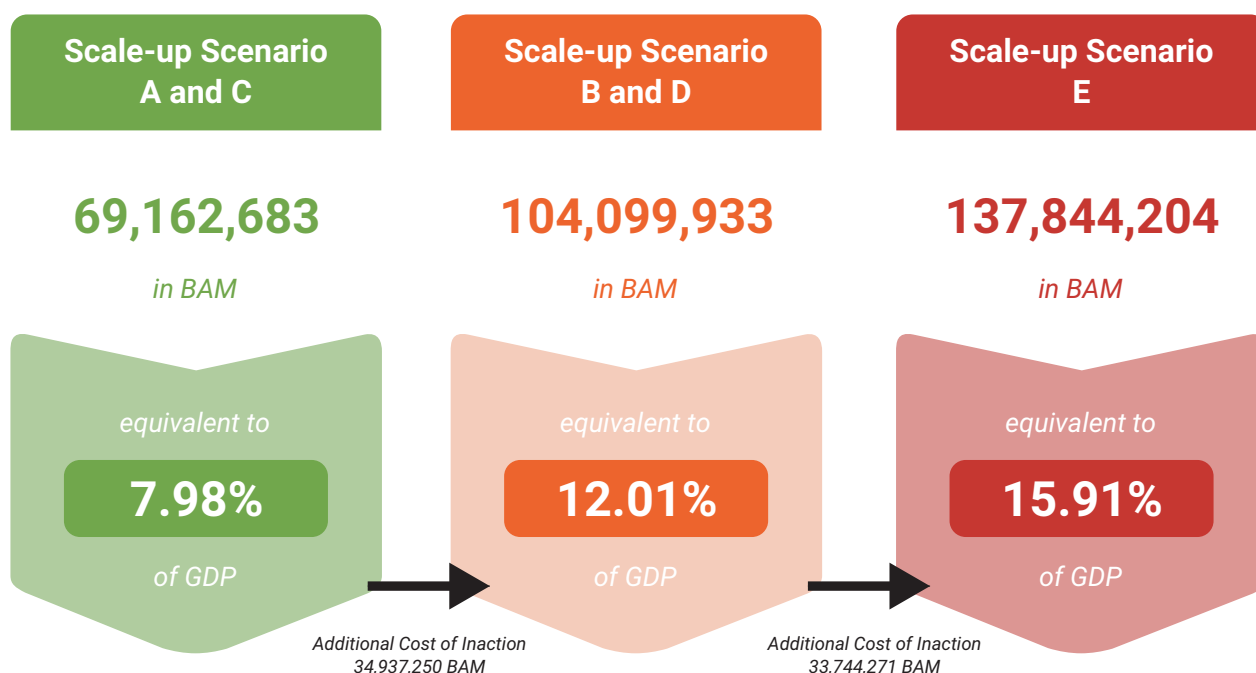 Scale-up Scenario
A and C
69,162,683
in BAM
equivalent to
7.98%
of GDP
Additional Cost of Inaction
34,937,250 BAM
Scale-up Scenario
B and D
104,099,933
in BAM
equivalent to
12.01%
of GDP
Additional Cost of Inaction
33,744,271 BAM
Scale-up Scenario
E
137,844,204
in BAM
equivalent to
15.91%
of GDP